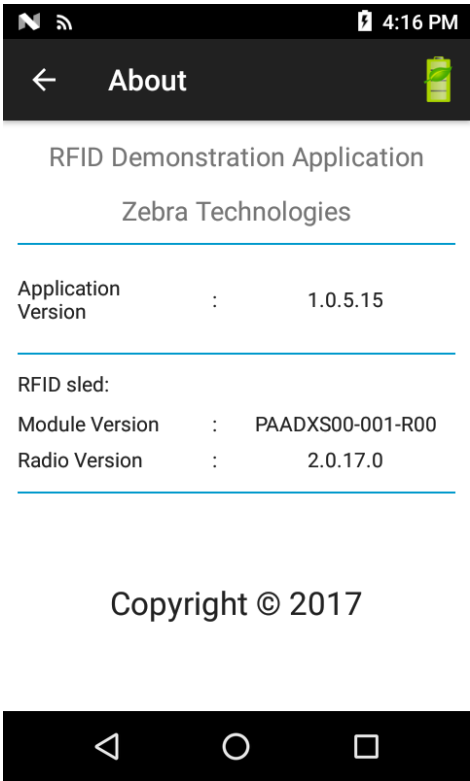 4:16 PM
About
RFID Demonstration Application
Zebra Technologies
Application
Version : 1.0.5.15
RFID sled:
Module Version : PAADXS00-001-R00
Radio Version : 2.0.17.0
Copyright © 2017